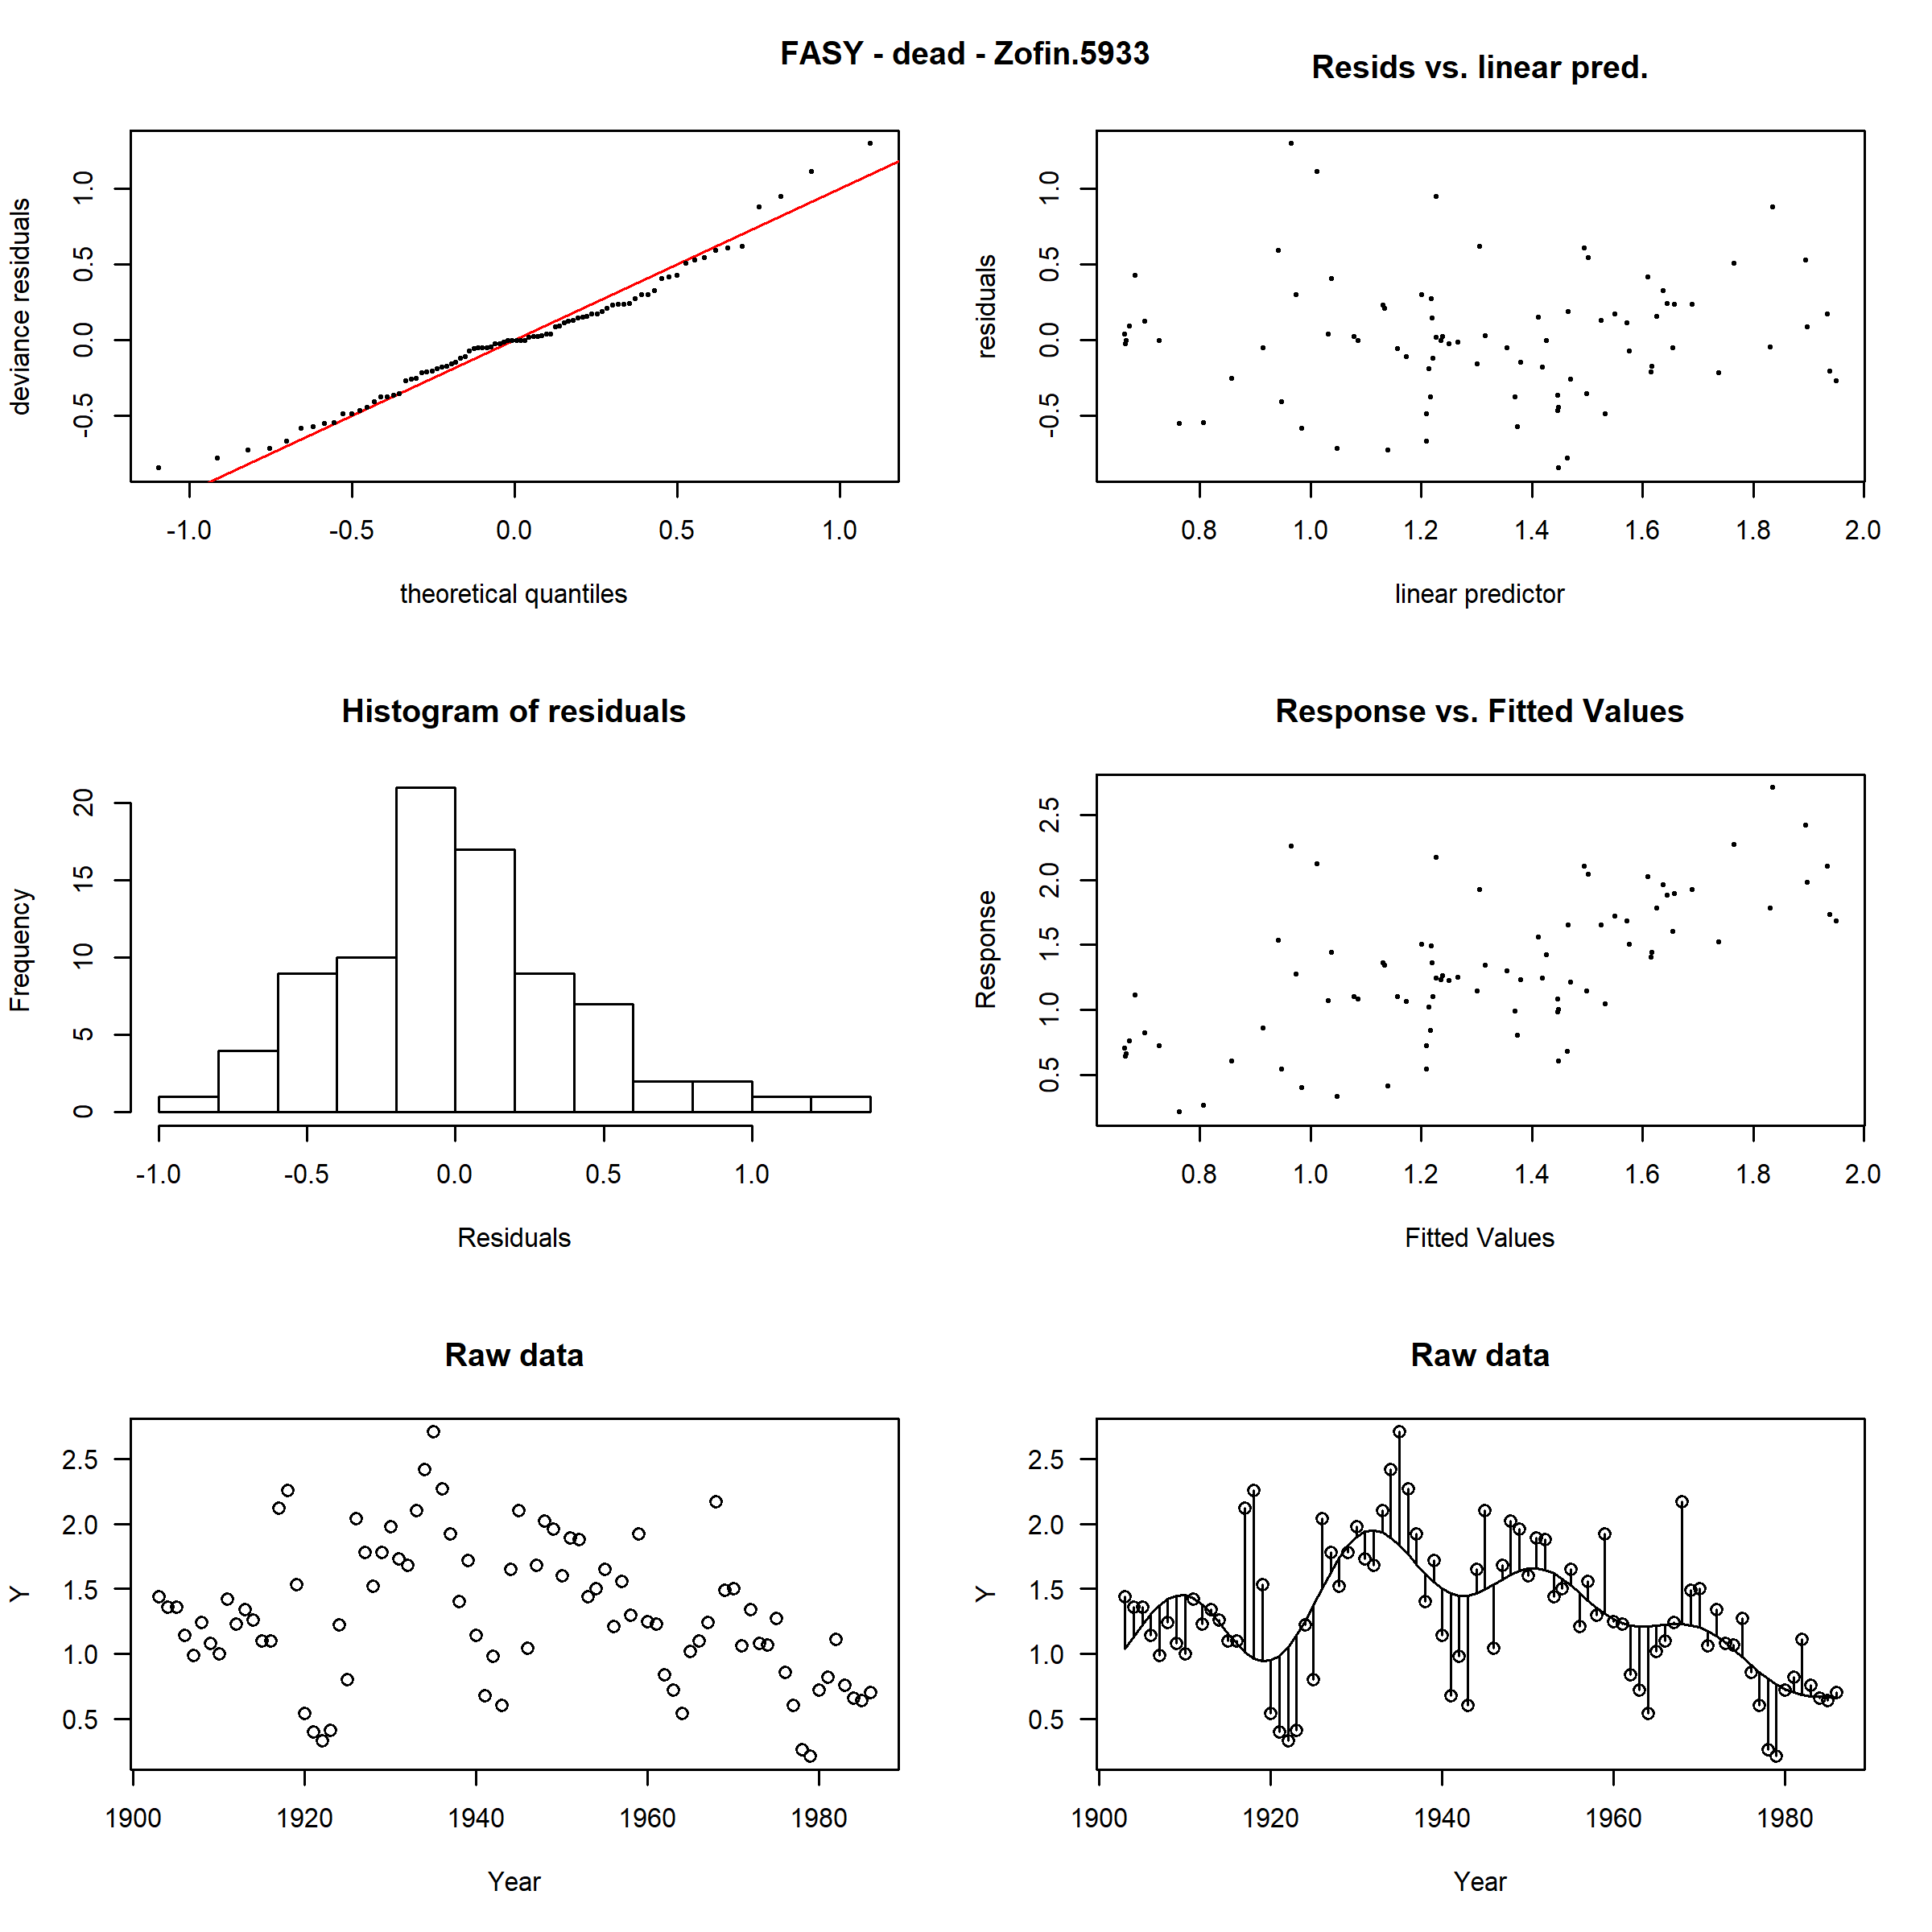 FASY - dead - Zofin.5933
Resids vs. linear pred.
deviance residuals
1.0
0.5
0.0
-0.5
-1.0 -0.5 0.0 0.5 1.0
theoretical quantiles
residuals
1.0
0.5
0.0
-0.5
0.8 1.0 1.2 1.4 1.6 1.8 2.0
linear predictor
Histogram of residuals
Frequency
20
15
10
5
0
-1.0 -0.5 0.0 0.5 1.0
Residuals
Response vs. Fitted Values
Response
2.5
2.0
1.5
1.0
0.5
0.8 1.0 1.2 1.4 1.6 1.8 2.0
Fitted Values
Raw data
Y
2.5
2.0
1.5
1.0
0.5
1900 1920 1940 1960 1980
Year
Raw data
Y
2.5
2.0
1.5
1.0
0.5
1900 1920 1940 1960 1980
Year